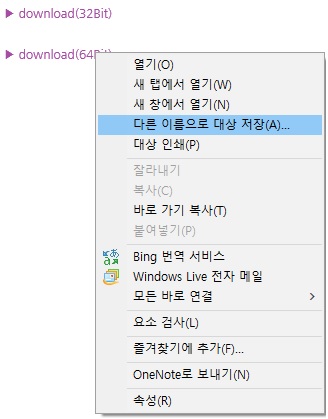 ▶ download(32Bit)
▶ download(64Bit)
열기(O)
새 탭에서 열기(W)
새 창에서 열기(N)
다른 이름으로 대상 저장(A)...
대상 인쇄(P)
잘라내기
복사(C)
바로 가기 복사(T)
붙여넣기(P)
Bing 번역 서비스
Windows Live 전자 메일
모든 바로 연결
요소 검사(L)
즐겨찾기에 추가(F)...
OneNote로 보내기(N)
속성(R)